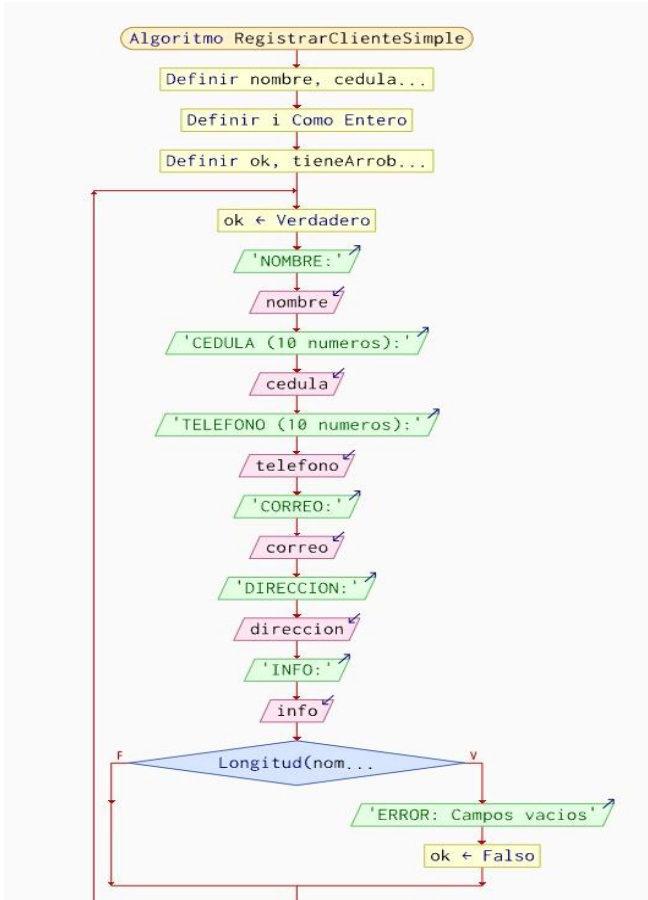 Algoritmo RegistrarClienteSimple
Definir nombre, cedula...
Definir i Como Entero
Definir ok, tieneArrob...
ok ← Verdadero
'NOMBRE:'
nombre
'CEDULA (10 numeros):'
cedula
'TELEFONO (10 numeros):'
telefono
'CORREO:'
correo
'DIRECCION:'
direccion
'INFO:'
info
F
V
Longitud(nom...
'ERROR: Campos vacios'
ok ← Falso